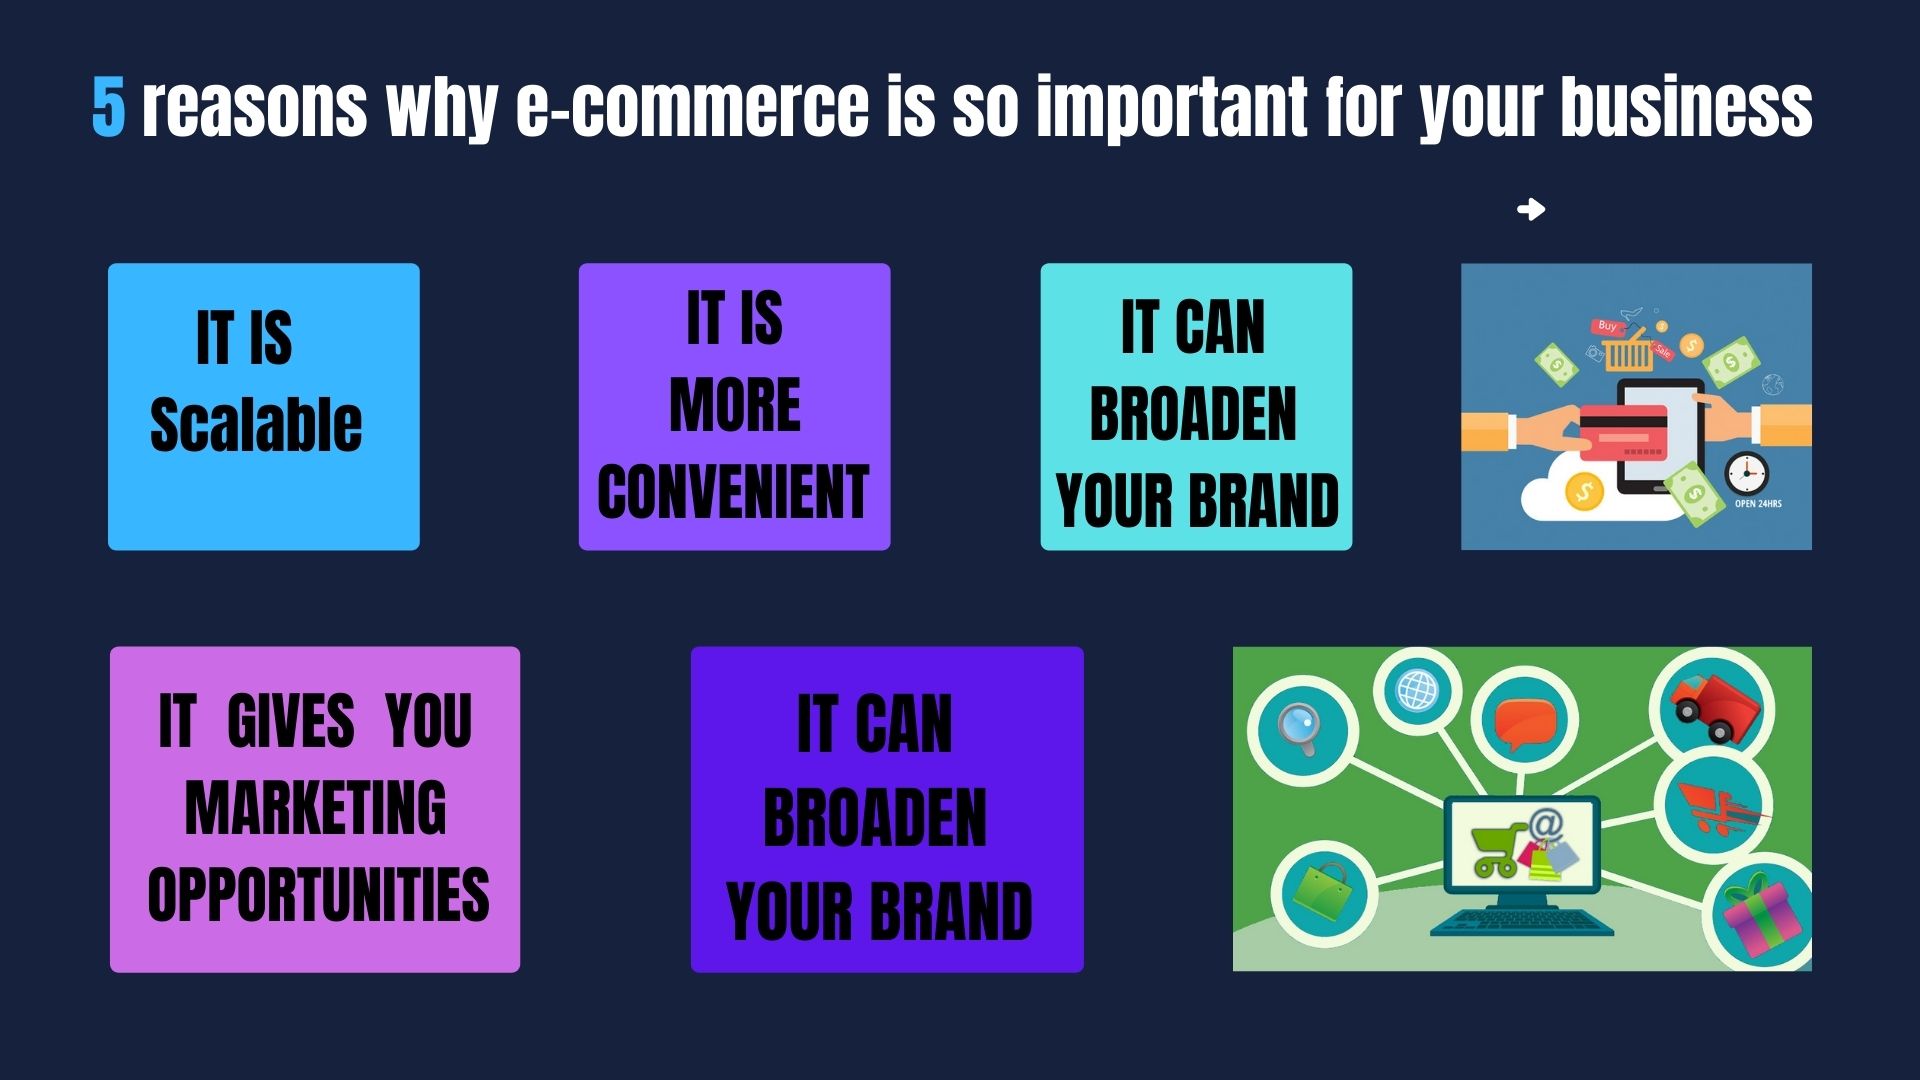 5 reasons why e-commerce is so important for your business
IT IS
Scalable
IT IS
MORE
CONVENIENT
IT CAN
BROADEN
YOUR BRAND
Buy
Sale
OPEN 24HRS
IT GIVES YOU
MARKETING
OPPORTUNITIES
IT CAN
BROADEN
YOUR BRAND
@